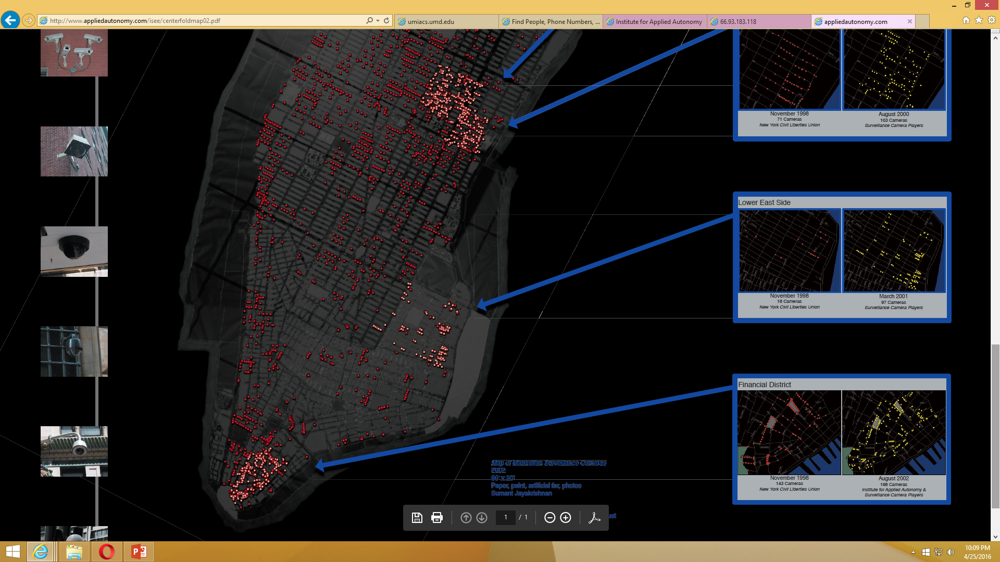 http://www.appliedautonomy.com/isee/centerfoldmap02.pdf
umiacs.umd.edu
Find People, Phone Numbers, ...
Institute for Applied Autonomy
66.93.183.118
appliedautonomy.com
November 1998
71 Cameras
New York Civil Liberties Union
August 2000
103 Cameras
Surveillance Camera Players
Lower East Side
November 1998
18 Cameras
New York Civil Liberties Union
March 2001
97 Cameras
Surveillance Camera Players
Financial District
November 1998
143 Cameras
New York Civil Liberties Union
August 2002
198 Cameras
Institute for Applied Autonomy &
Surveillance Camera Players
Map of Manhattan Surveillance Cameras
2002
90' x 20'
Paper, paint, artificial fur, photos
Sumant Jayakrishnan
ust
1 / 1
10:09 PM
4/25/2016